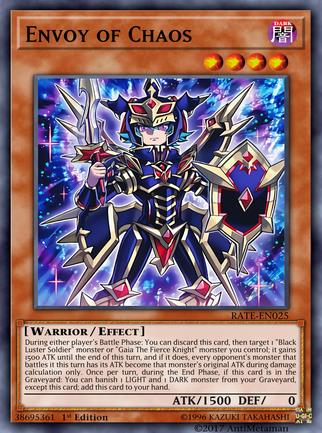 ENVOY OF CHAOS
DARK
闇
RATE-EN025
[WARRIOR / EFFECT]
During either player's Battle Phase: You can discard this card, then target 1 "Black
Luster Soldier" monster or "Gaia The Fierce Knight" monster you control; it gains
1500 ATK until the end of this turn, and if it does, every opponent's monster that
battles it this turn has its ATK become that monster's original ATK during damage
calculation only. Once per turn, during the End Phase, if this card is in the
Graveyard: You can banish 1 LIGHT and 1 DARK monster from your Graveyard,
except this card; add this card to your hand.
ATK/1500 DEF/ 0
38695361 1st Edition ©1996 KAZUKI TAKAHASHI
©2017 AntiMetaman